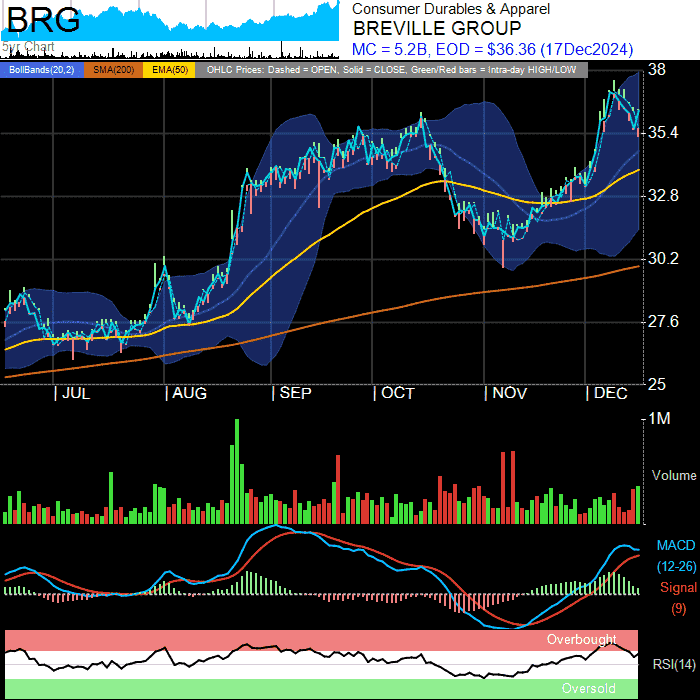 BRG
5yr Chart
Consumer Durables & Apparel
BREVILLE GROUP
MC = 5.2B, EOD = $36.36 (17Dec2024)
BollBands(20,2) SMA(200) EMA(50) OHLC Prices: Dashed = OPEN, Solid = CLOSE, Green/Red bars = Intra-day HIGH/LOW
38
35.4
32.8
30.2
27.6
25
JUL AUG SEP OCT NOV DEC
1M
Volume
MACD
(12-26)
Signal
(9)
Overbought
RSI(14)
Oversold